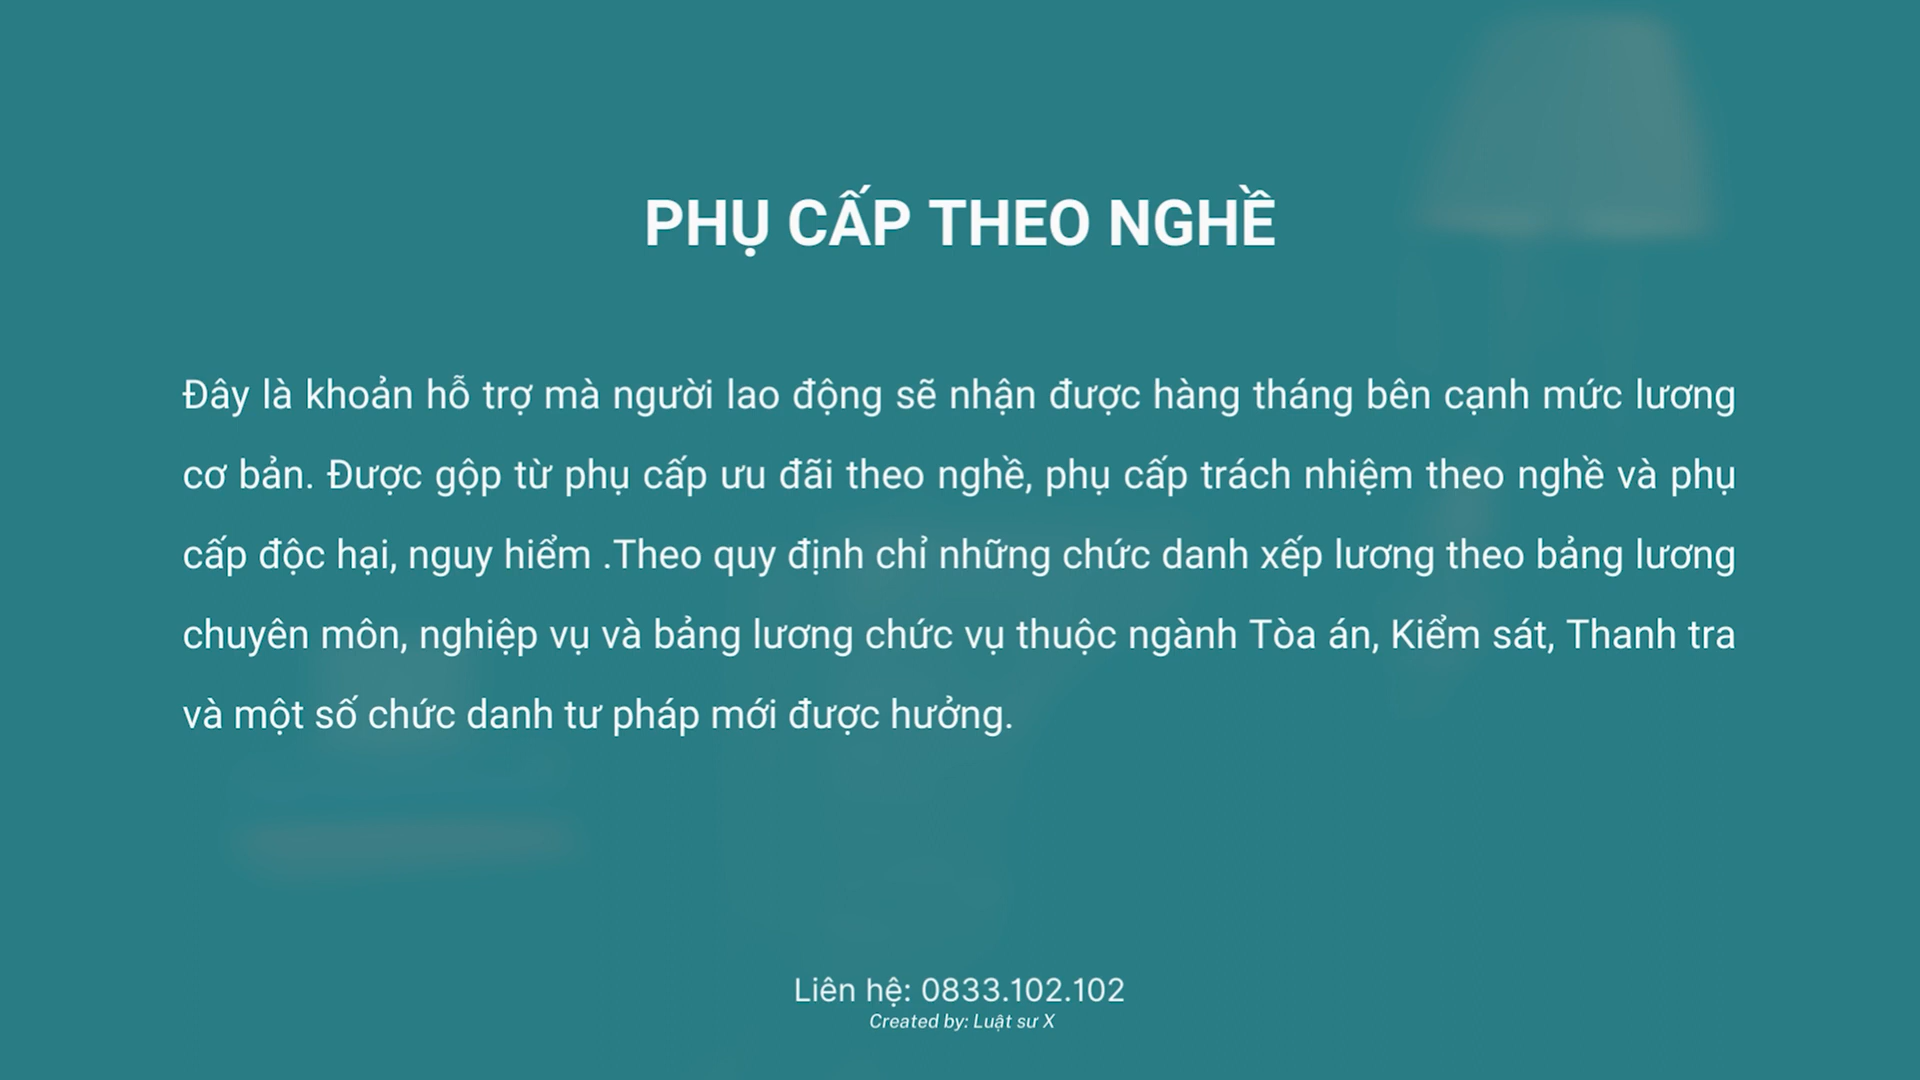 PHỤ CẤP THEO NGHỀ
Đây là khoản hỗ trợ mà người lao động sẽ nhận được hàng tháng bên cạnh mức lương
cơ bản. Được gộp từ phụ cấp ưu đãi theo nghề, phụ cấp trách nhiệm theo nghề và phụ
cấp độc hại, nguy hiểm .Theo quy định chỉ những chức danh xếp lương theo bảng lương
chuyên môn, nghiệp vụ và bảng lương chức vụ thuộc ngành Tòa án, Kiểm sát, Thanh tra
và một số chức danh tư pháp mới được hưởng.
Liên hệ: 0833.102.102
Created by: Luật sư X